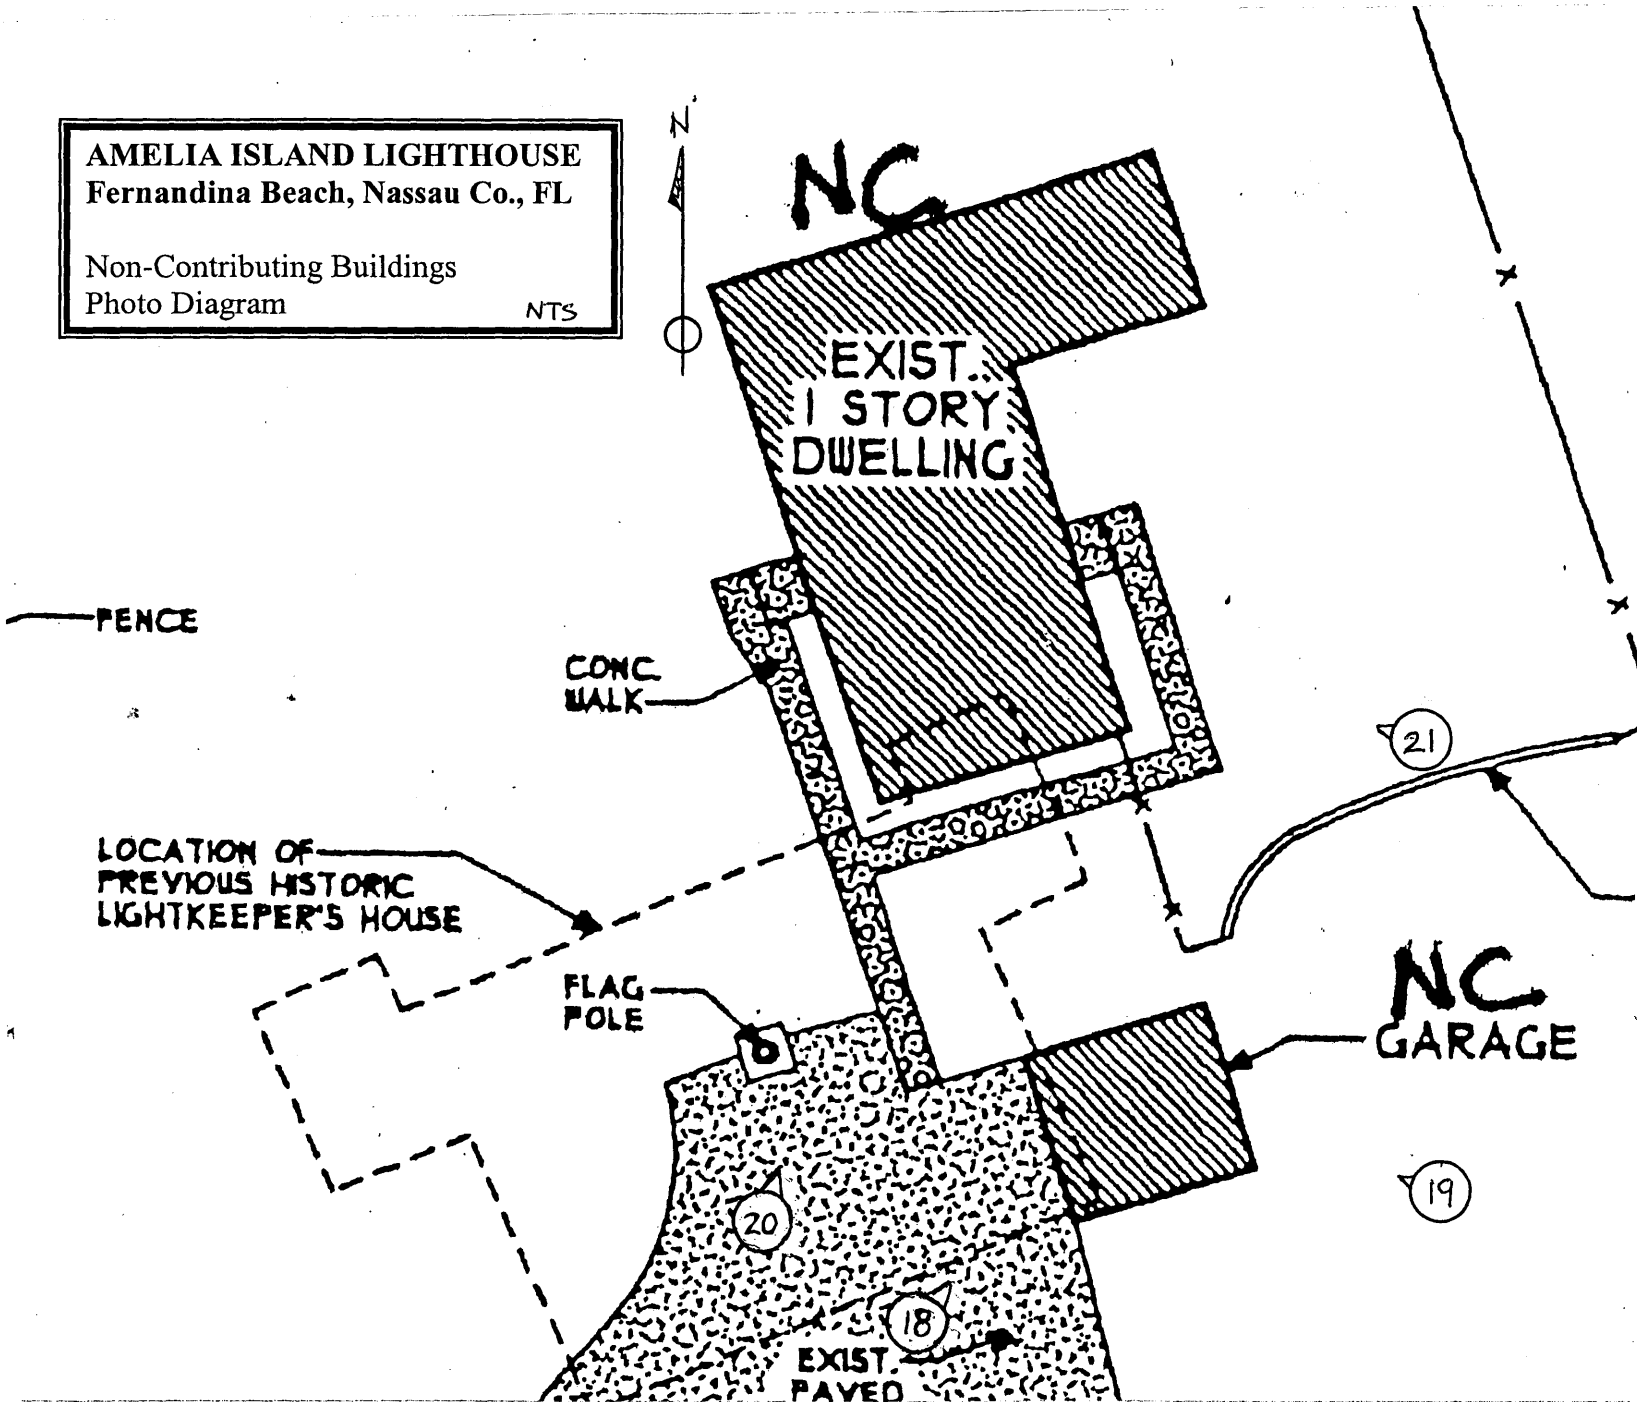 AMELIA ISLAND LIGHTHOUSE
Fernandina Beach, Nassau Co., FL
Non-Contributing Buildings
Photo Diagram
NTS
N
NC
EXIST.
1 STORY
DWELLING
FENCE
CONC.
WALK
21
LOCATION OF
PREVIOUS HISTORIC
LIGHTKEEPER'S HOUSE
FLAG
POLE
NC
GARAGE
20
19
18
EXIST.
PAVED